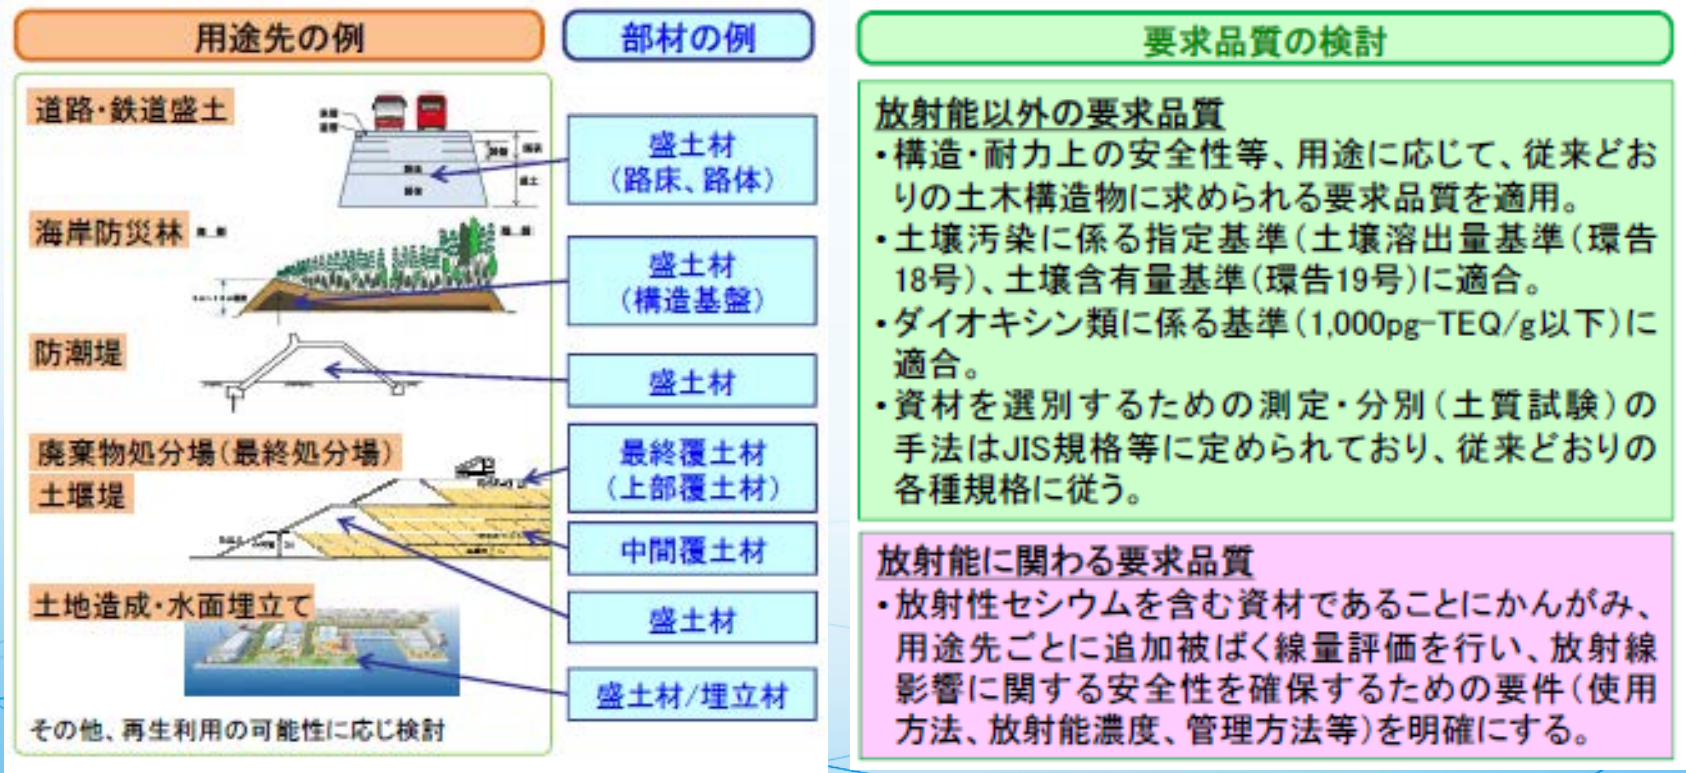 用途先の例
部材の例
要求品質の検討
道路・鉄道盛土
盛土材
（路床、路体）
海岸防災林
盛土材
（構造基盤）
防潮堤
盛土材
廃棄物処分場（最終処分場）
土堰堤
最終覆土材
（上部覆土材）
中間覆土材
盛土材
土地造成・水面埋立て
盛土材/埋立材
その他、再生利用の可能性に応じ検討
放射能以外の要求品質
・構造・耐力上の安全性等、用途に応じて、従来どお
りの土木構造物に求められる要求品質を適用。
・土壌汚染に係る指定基準（土壌溶出量基準（環告
18号）、土壌含有量基準（環告19号）に適合。
・ダイオキシン類に係る基準（1,000pg-TEQ/g以下）に
適合。
・資材を選別するための測定・分別（土質試験）の
手法はJIS規格等に定められており、従来どおりの
各種規格に従う。
放射能に関わる要求品質
・放射性セシウムを含む資材であることにかんがみ、
用途先ごとに追加被ばく線量評価を行い、放射線
影響に関する安全性を確保するための要件（使用
方法、放射能濃度、管理方法等）を明確にする。